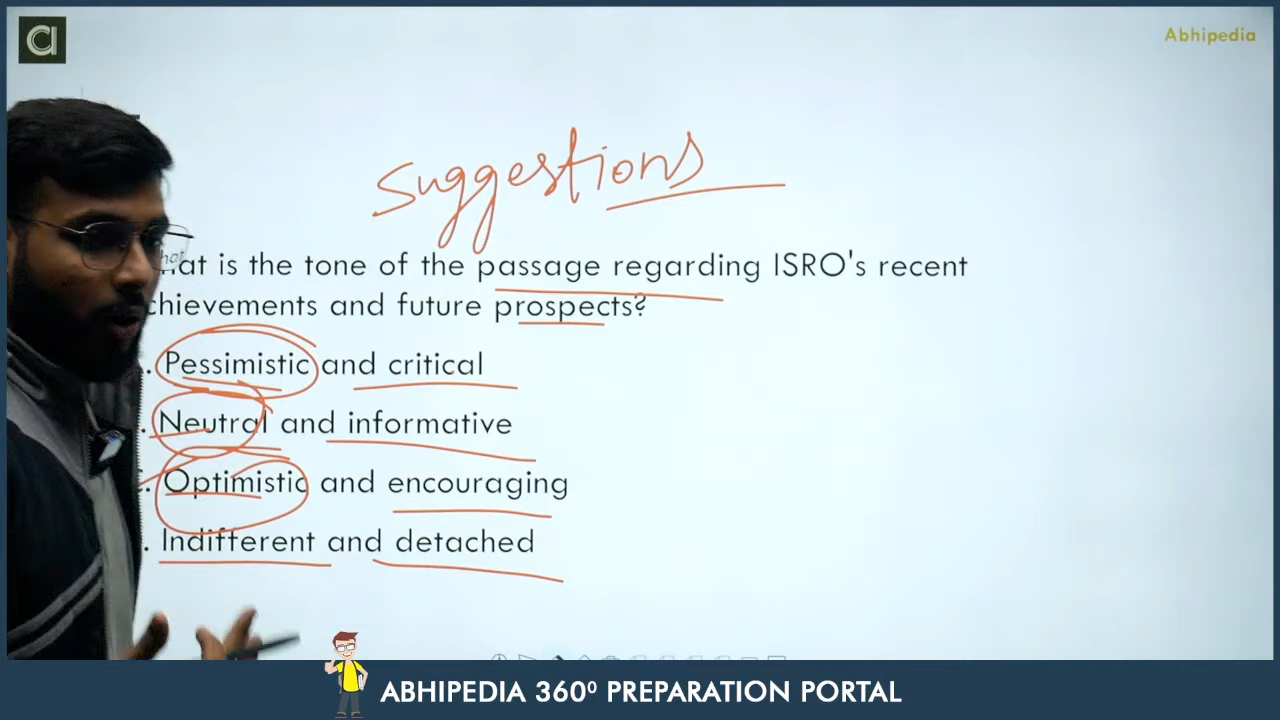 Abhipedia
Suggestions
hat is the tone of the passage regarding ISRO's recent
chievements and future prospects?
. Pessimistic and critical
. Neutral and informative
. Optimistic and encouraging
. Indifferent and detached
ABHIPEDIA 360⁰ PREPARATION PORTAL